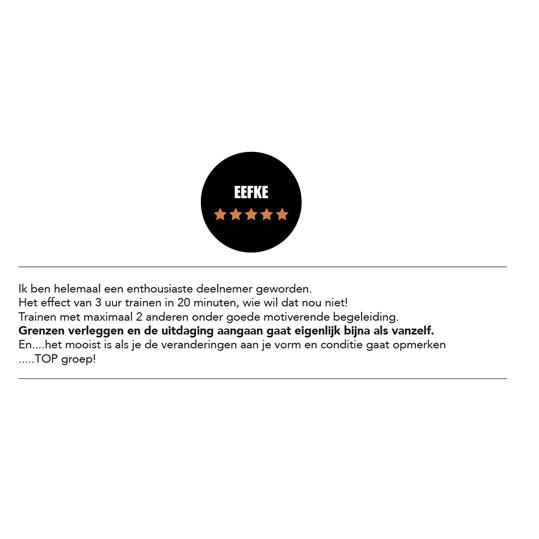 EEFKE
Ik ben helemaal een enthousiaste deelnemer geworden.
Het effect van 3 uur trainen in 20 minuten, wie wil dat nou niet!
Trainen met maximaal 2 anderen onder goede motiverende begeleiding.
Grenzen verleggen en de uitdaging aangaan gaat eigenlijk bijna als vanzelf.
En....het mooist is als je de veranderingen aan je vorm en conditie gaat opmerken
.....TOP groep!